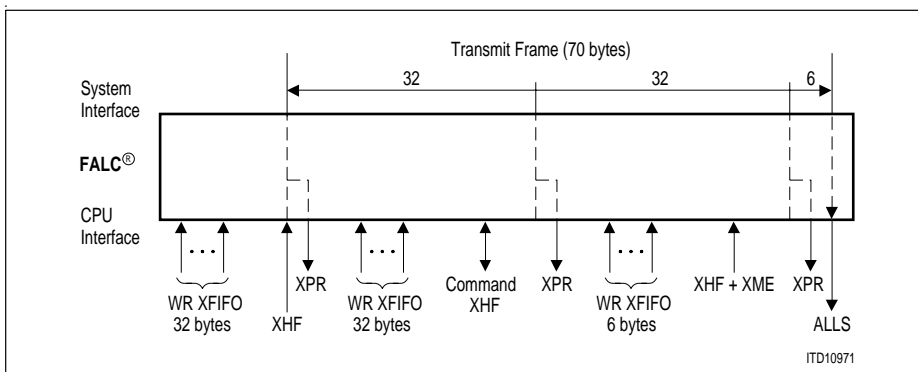 Transmit Frame (70 bytes)
32 32 6
System
Interface
FALC®
CPU
Interface
... ... ...
XPR Command XPR XHF + XME XPR
WR XFIFO WR XFIFO XHF WR XFIFO
32 bytes XHF 32 bytes 6 bytes ALLS
ITD10971